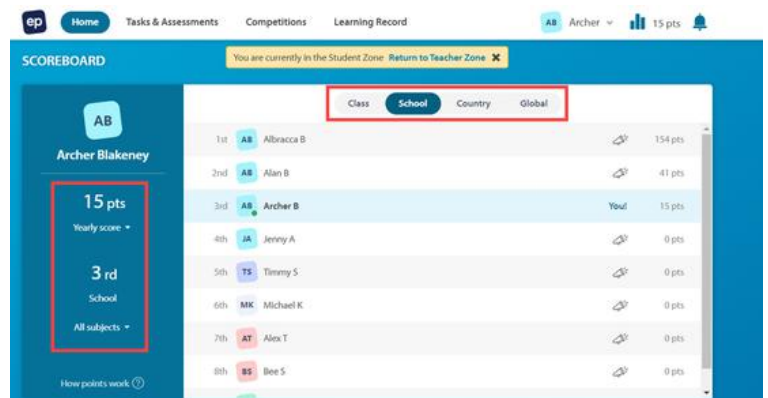 ep Home Tasks & Assessments Competitions Learning Record AB Archer 15 pts
SCOREBOARD
You are currently in the Student Zone Return to Teacher Zone
AB
Archer Blakeney
15 pts
Yearly score
3 rd
School
All subjects
How points work ?
Class School Country Global
1st AB Albracca B 154 pts
2nd AB Alan B 41 pts
3rd AB Archer B You! 15 pts
4th JA Jenny A 0 pts
5th TS Timmy S 0 pts
6th MK Michael K 0 pts
7th AT Alex T 0 pts
8th BS Bee S 0 pts